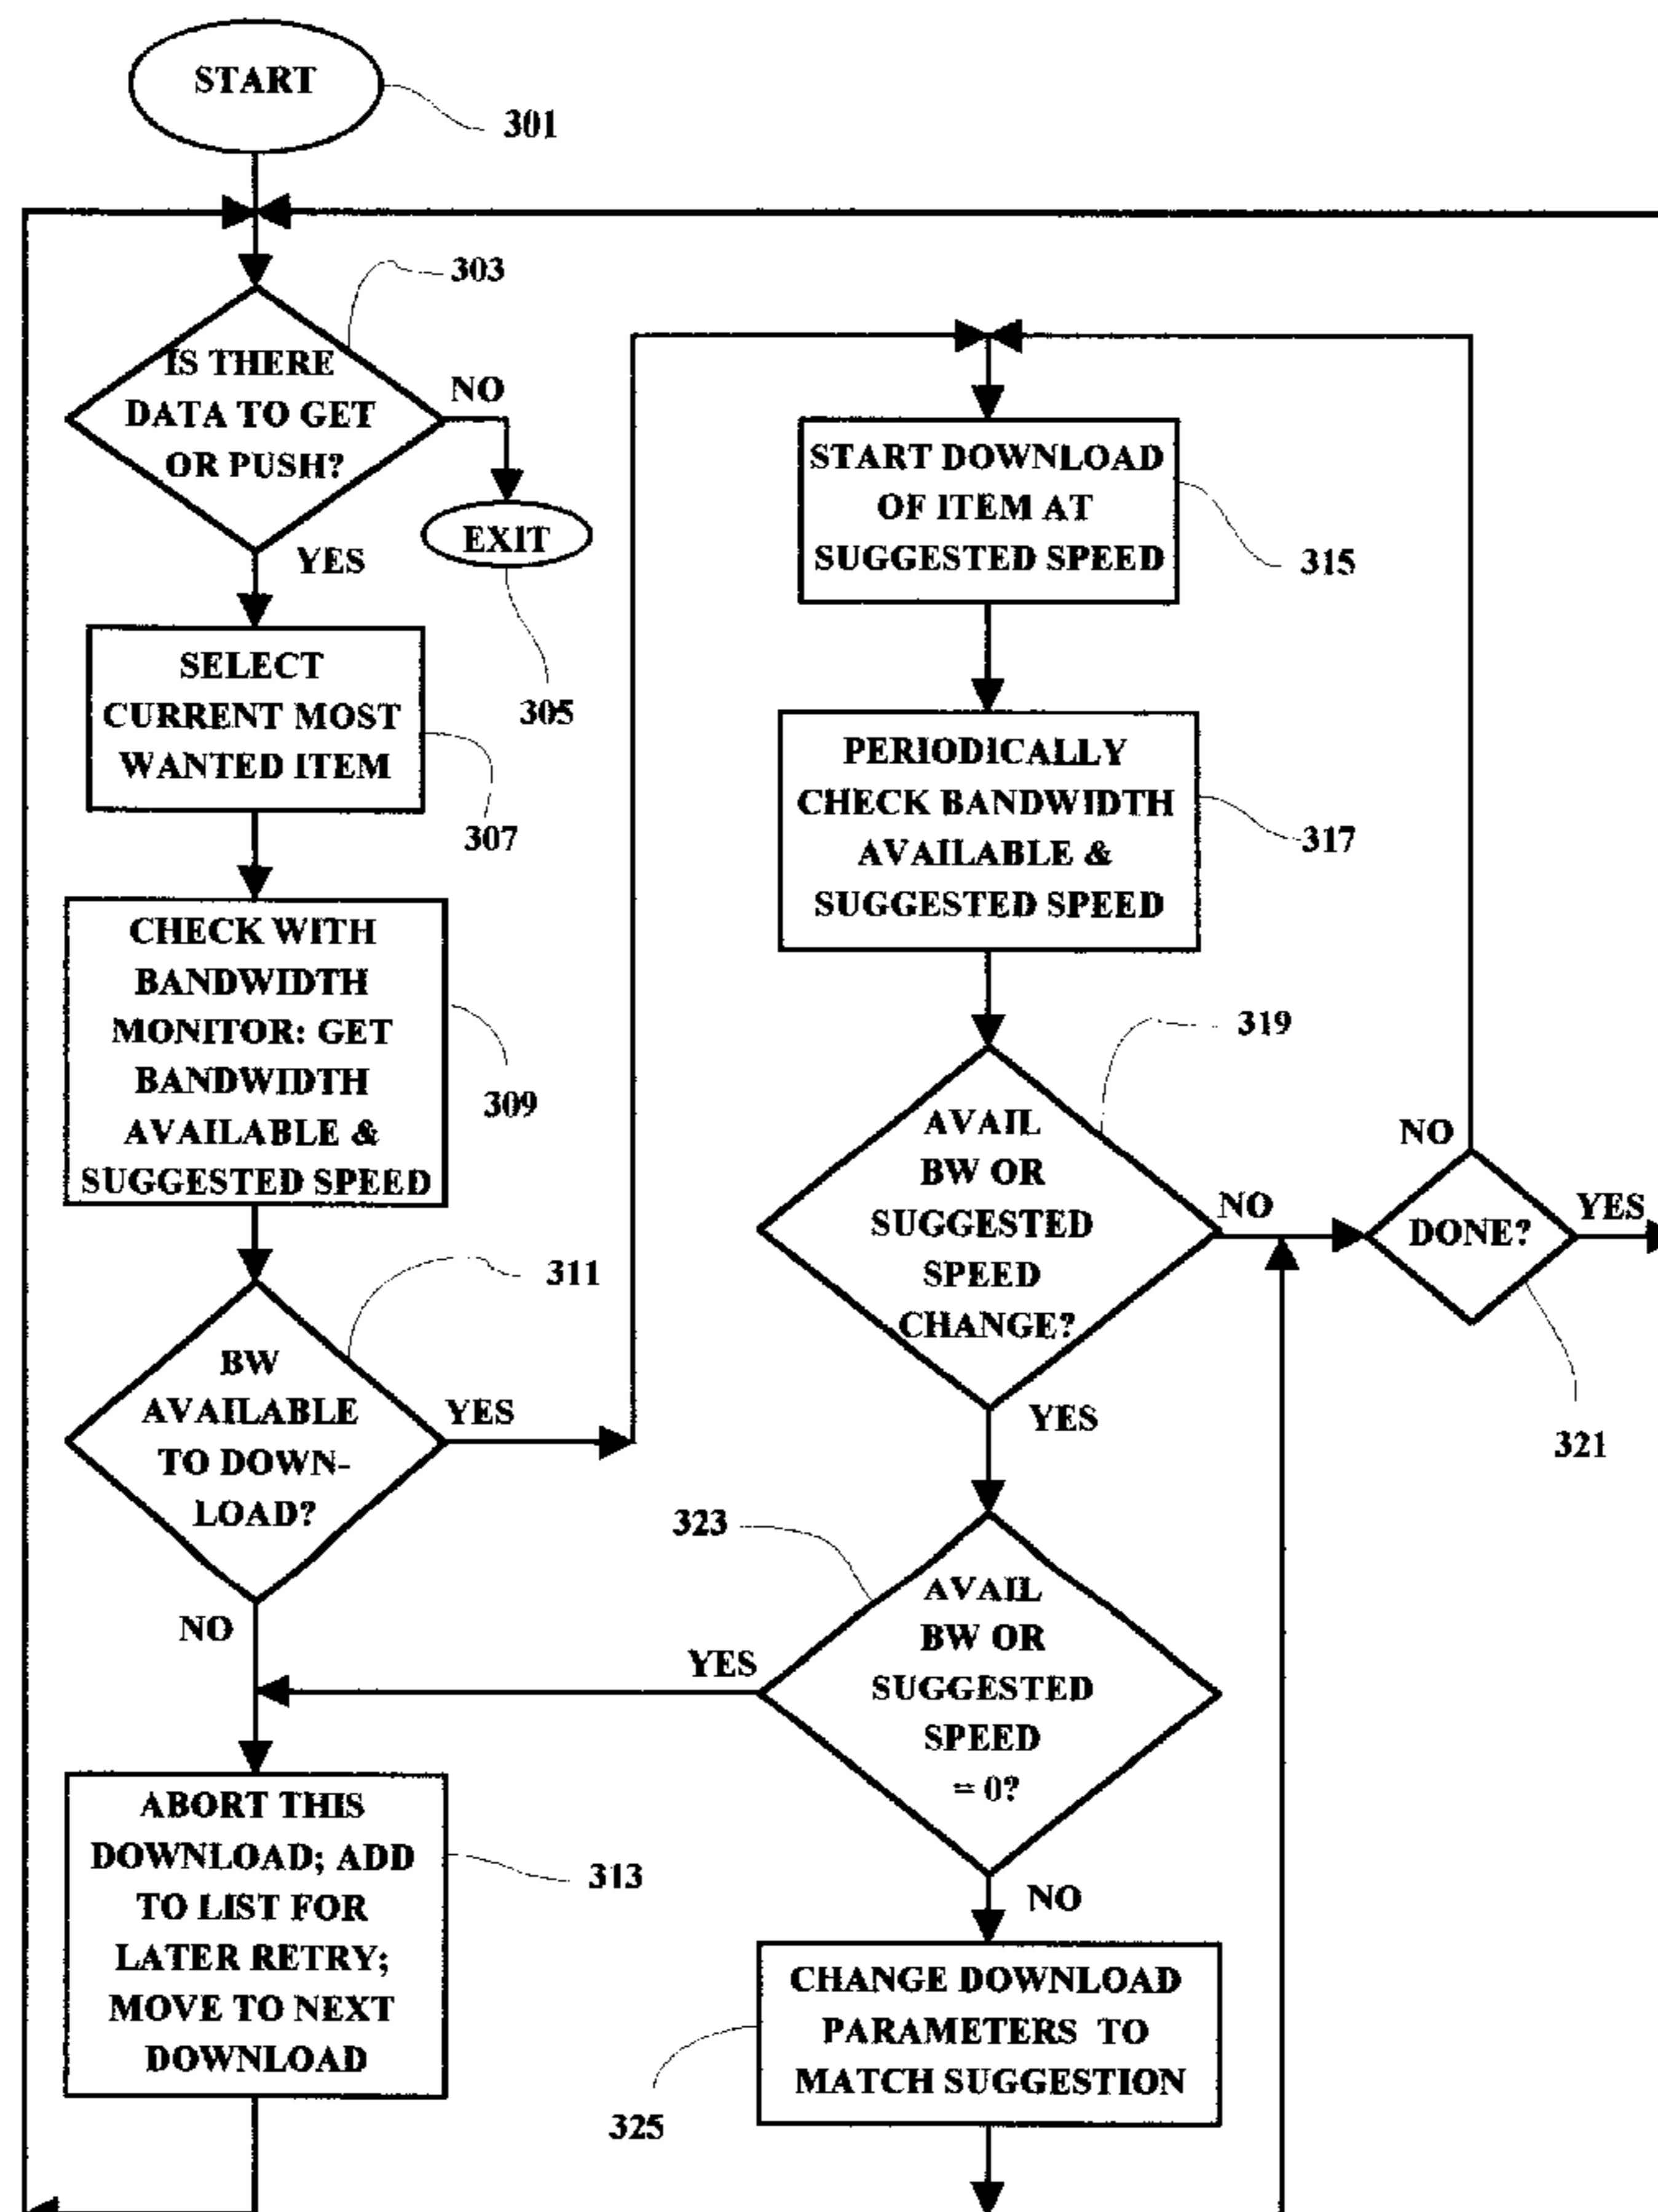 START
301
303
IS THERE
DATA TO GET
OR PUSH?
NO
EXIT
305
YES
SELECT
CURRENT MOST
WANTED ITEM
307
CHECK WITH
BANDWIDTH
MONITOR: GET
BANDWIDTH
AVAILABLE &
SUGGESTED SPEED
309
311
BW
AVAILABLE
TO DOWN-
LOAD?
YES
NO
ABORT THIS
DOWNLOAD; ADD
TO LIST FOR
LATER RETRY;
MOVE TO NEXT
DOWNLOAD
313
START DOWNLOAD
OF ITEM AT
SUGGESTED SPEED
315
PERIODICALLY
CHECK BANDWIDTH
AVAILABLE &
SUGGESTED SPEED
317
319
AVAIL
BW OR
SUGGESTED
SPEED
CHANGE?
NO
YES
NO
DONE?
YES
321
323
AVAIL
BW OR
SUGGESTED
SPEED
= 0?
YES
NO
CHANGE DOWNLOAD
PARAMETERS TO
MATCH SUGGESTION
325